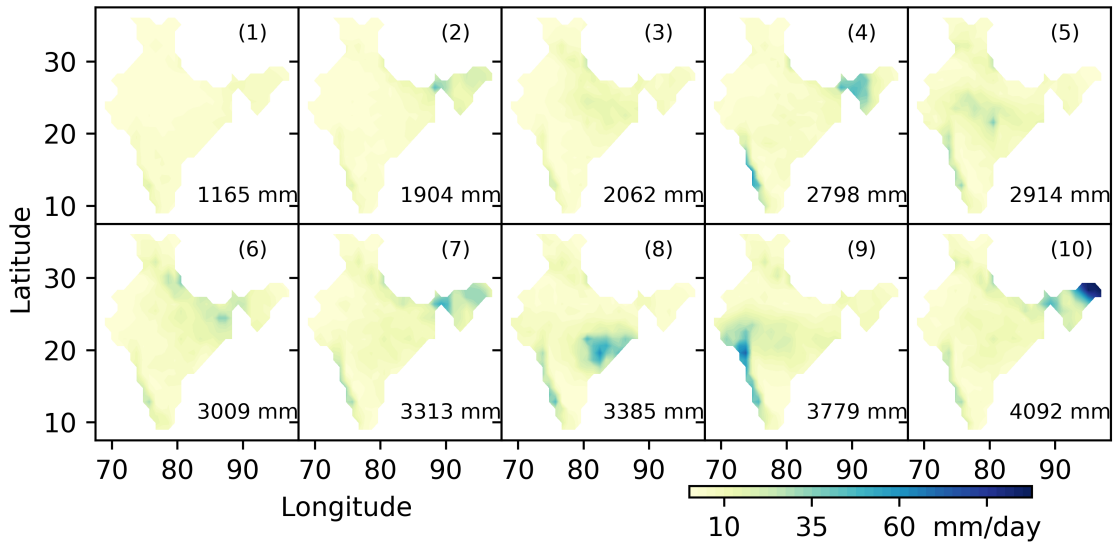 (1) (2) (3) (4) (5)
30
20
10
1165 mm 1904 mm 2062 mm 2798 mm 2914 mm
(6) (7) (8) (9) (10)
30
20
10
3009 mm 3313 mm 3385 mm 3779 mm 4092 mm
Latitude
70 80 90 70 80 90 70 80 90 70 80 90 70 80 90
Longitude
10 35 60 mm/day